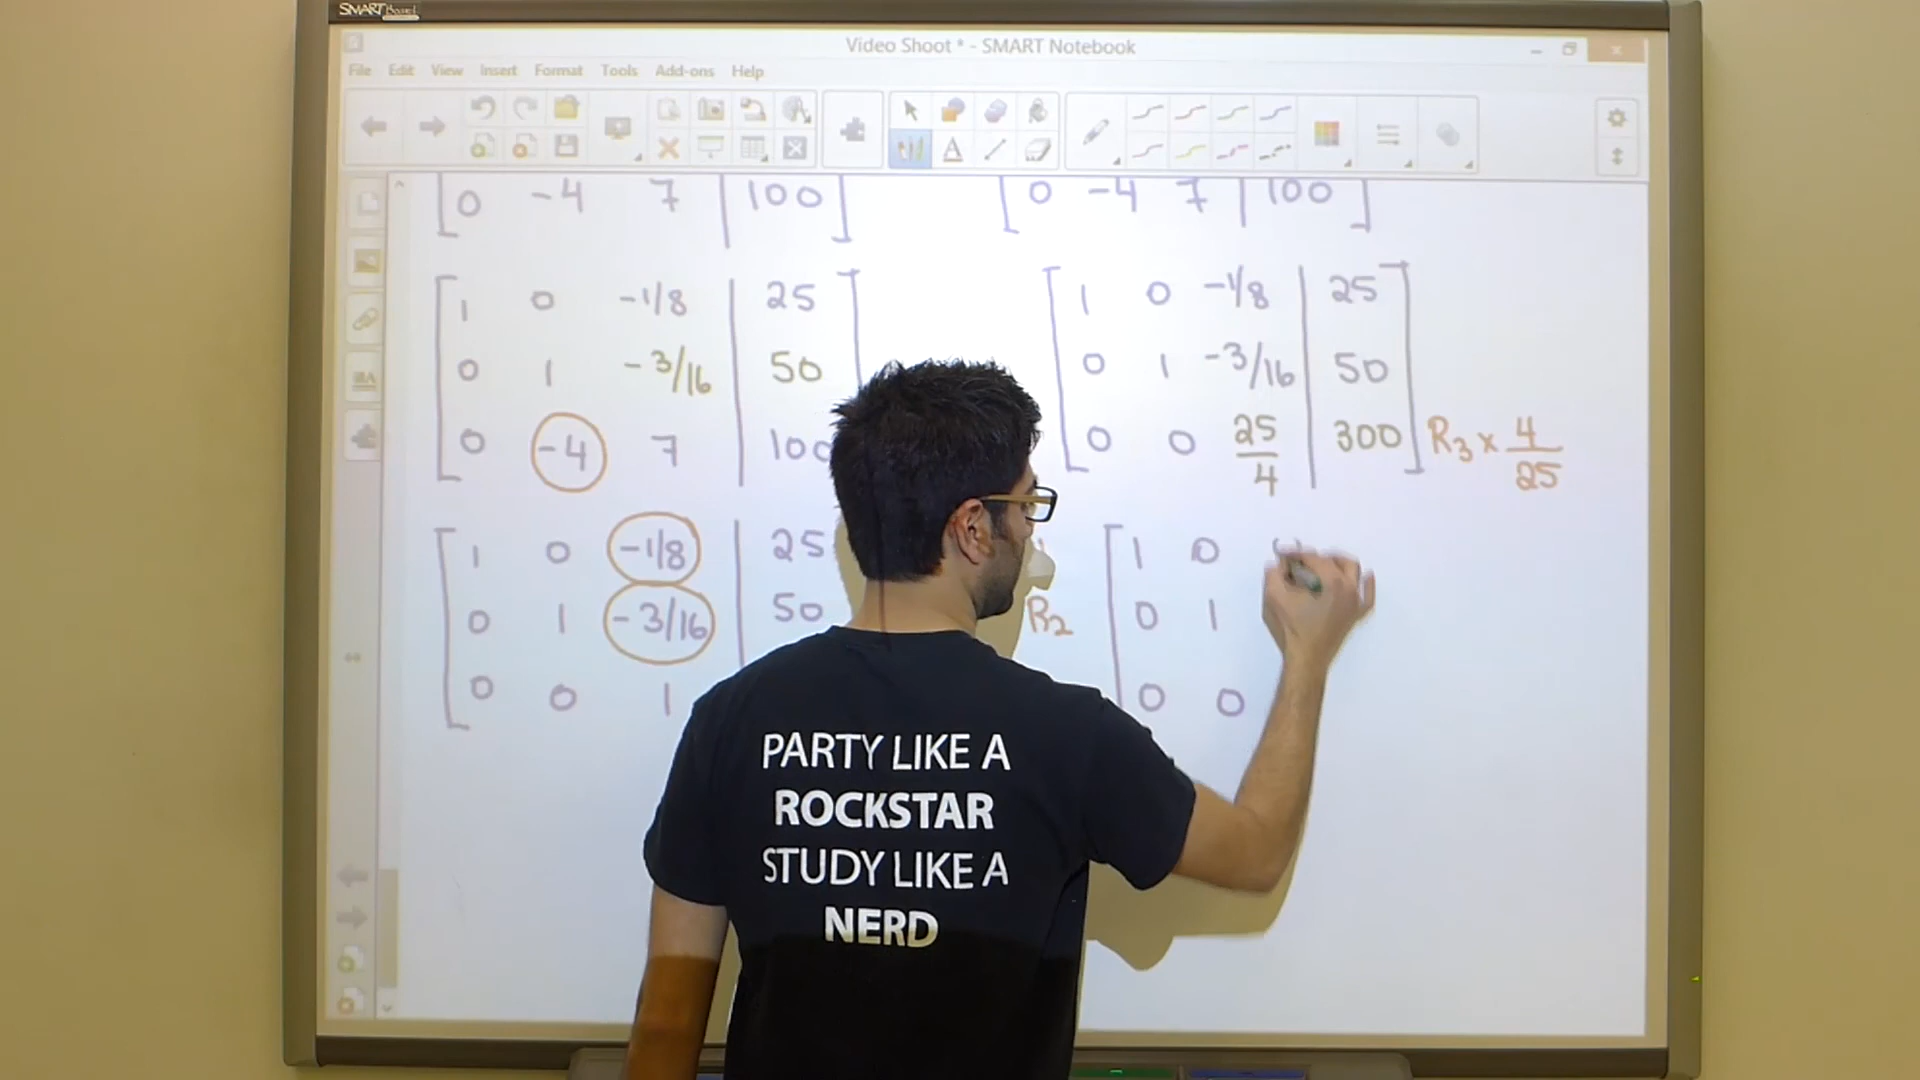 SMART Board
Video Shoot * - SMART Notebook
File Edit View Insert Format Tools Add-ons Help
0 -4 7 | 100
0 -4 7 | 100
1 0 -1/8 | 25
0 1 -3/16 | 50
0 -4 7 | 100
1 0 -1/8 | 25
0 1 -3/16 | 50
0 0 25/4 | 300 R3 × 4/25
1 0 -1/8 | 25
0 1 -3/16 | 50
0 0 1
R2
1 0
0 1
0 0
PARTY LIKE A
ROCKSTAR
STUDY LIKE A
NERD